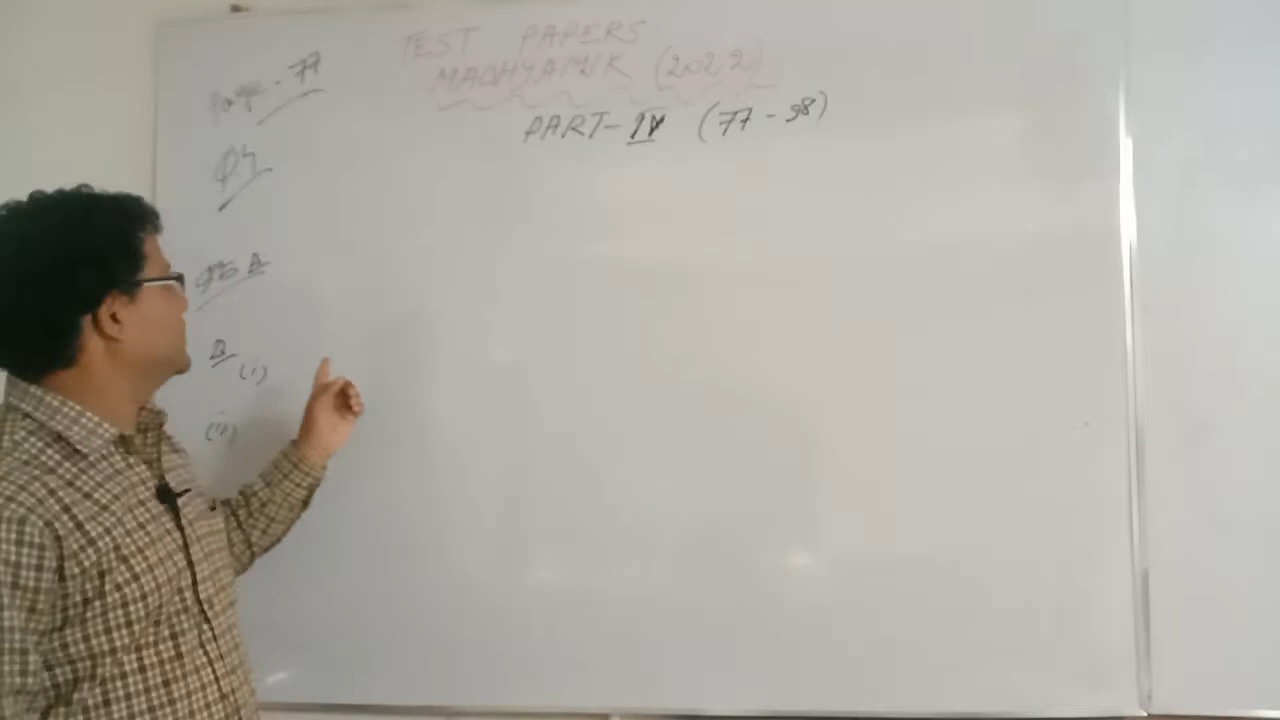 TEST PAPERS
MADHYAMIK (2022)
PART-IV (77-98)
Page-77
(i)
(ii)